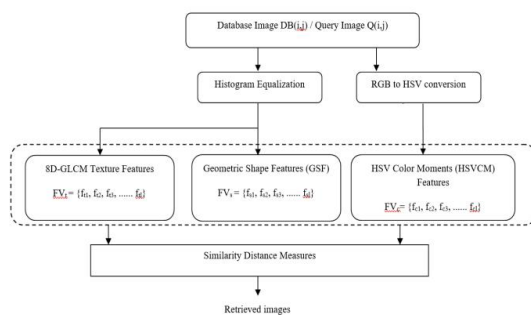 Database Image DB(i,j) / Query Image Q(i,j)
Histogram Equalization
RGB to HSV conversion
8D-GLCM Texture Features
FVt = {ft1, ft2, ft3, ...... ftj}
Geometric Shape Features (GSF)
FVs = {fs1, fs2, fs3, ...... fsj}
HSV Color Moments (HSVCM)
Features
FVc= {fc1, fc2, fc3, ...... fcj}
Similarity Distance Measures
Retrieved images